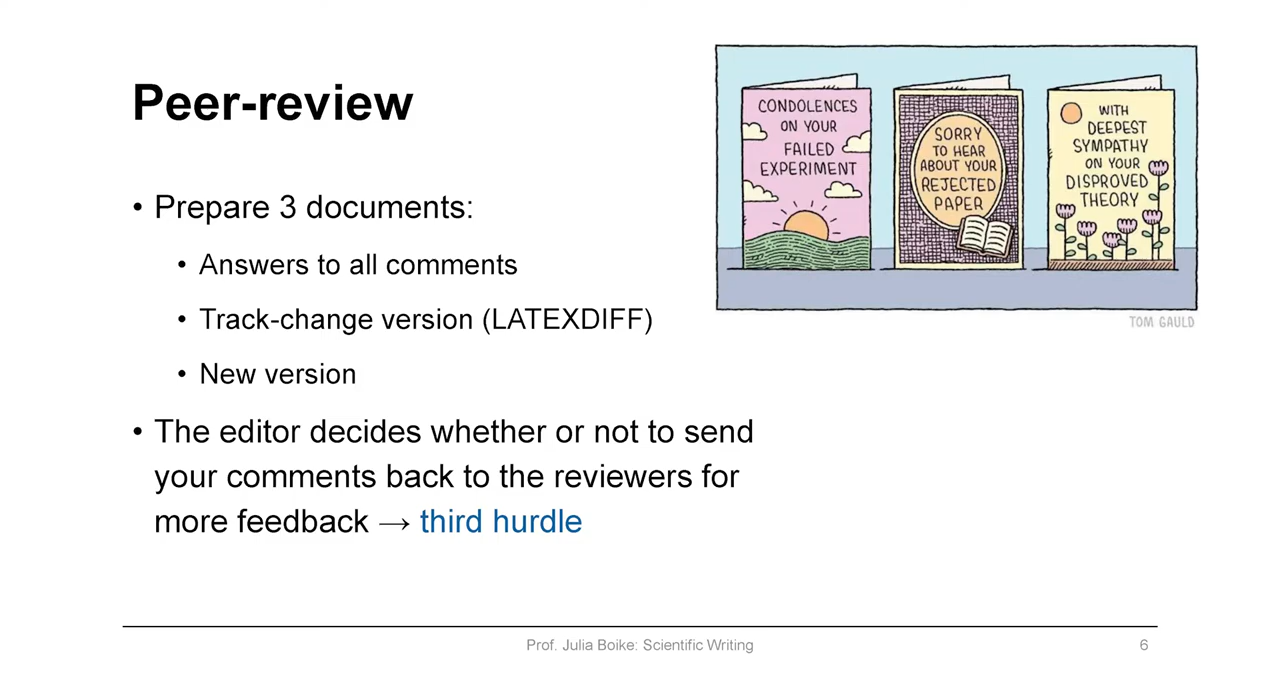 Peer-review
• Prepare 3 documents:
• Answers to all comments
• Track-change version (LATEXDIFF)
• New version
• The editor decides whether or not to send
your comments back to the reviewers for
more feedback → third hurdle
CONDOLENCES
ON YOUR
FAILED
EXPERIMENT
SORRY
TO HEAR
ABOUT YOUR
REJECTED
PAPER
WITH
DEEPEST
SYMPATHY
ON YOUR
DISPROVED
THEORY
TOM GAULD
Prof. Julia Boike: Scientific Writing
6